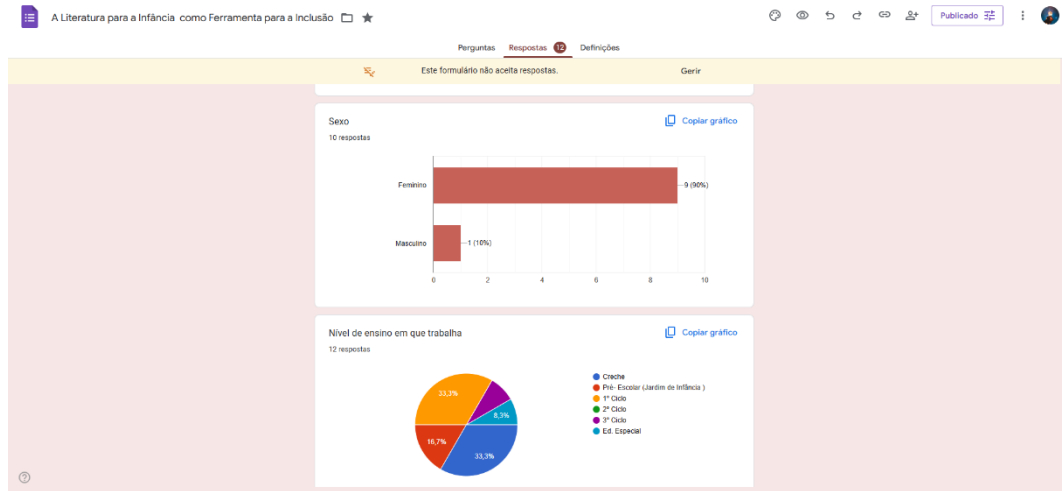 A Literatura para a Infância como Ferramenta para a Inclusão
Publicado
Perguntas Respostas 12 Definições
Este formulário não aceita respostas. Gerir
Sexo Copiar gráfico
10 respostas
Feminino 9 (90%)
Masculino 1 (10%)
0 2 4 6 8 10
Nível de ensino em que trabalha Copiar gráfico
12 respostas
Creche
Pré- Escolar (Jardim de Infância )
1º Ciclo
2º Ciclo
3º Ciclo
Ed. Especial
33,3%
8,3%
16,7%
33,3%